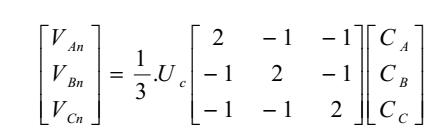 [V_An]   1      [ 2  -1  -1] [C_A]
[V_Bn] = — .U_c [-1   2  -1] [C_B]
[V_Cn]   3      [-1  -1   2] [C_C]